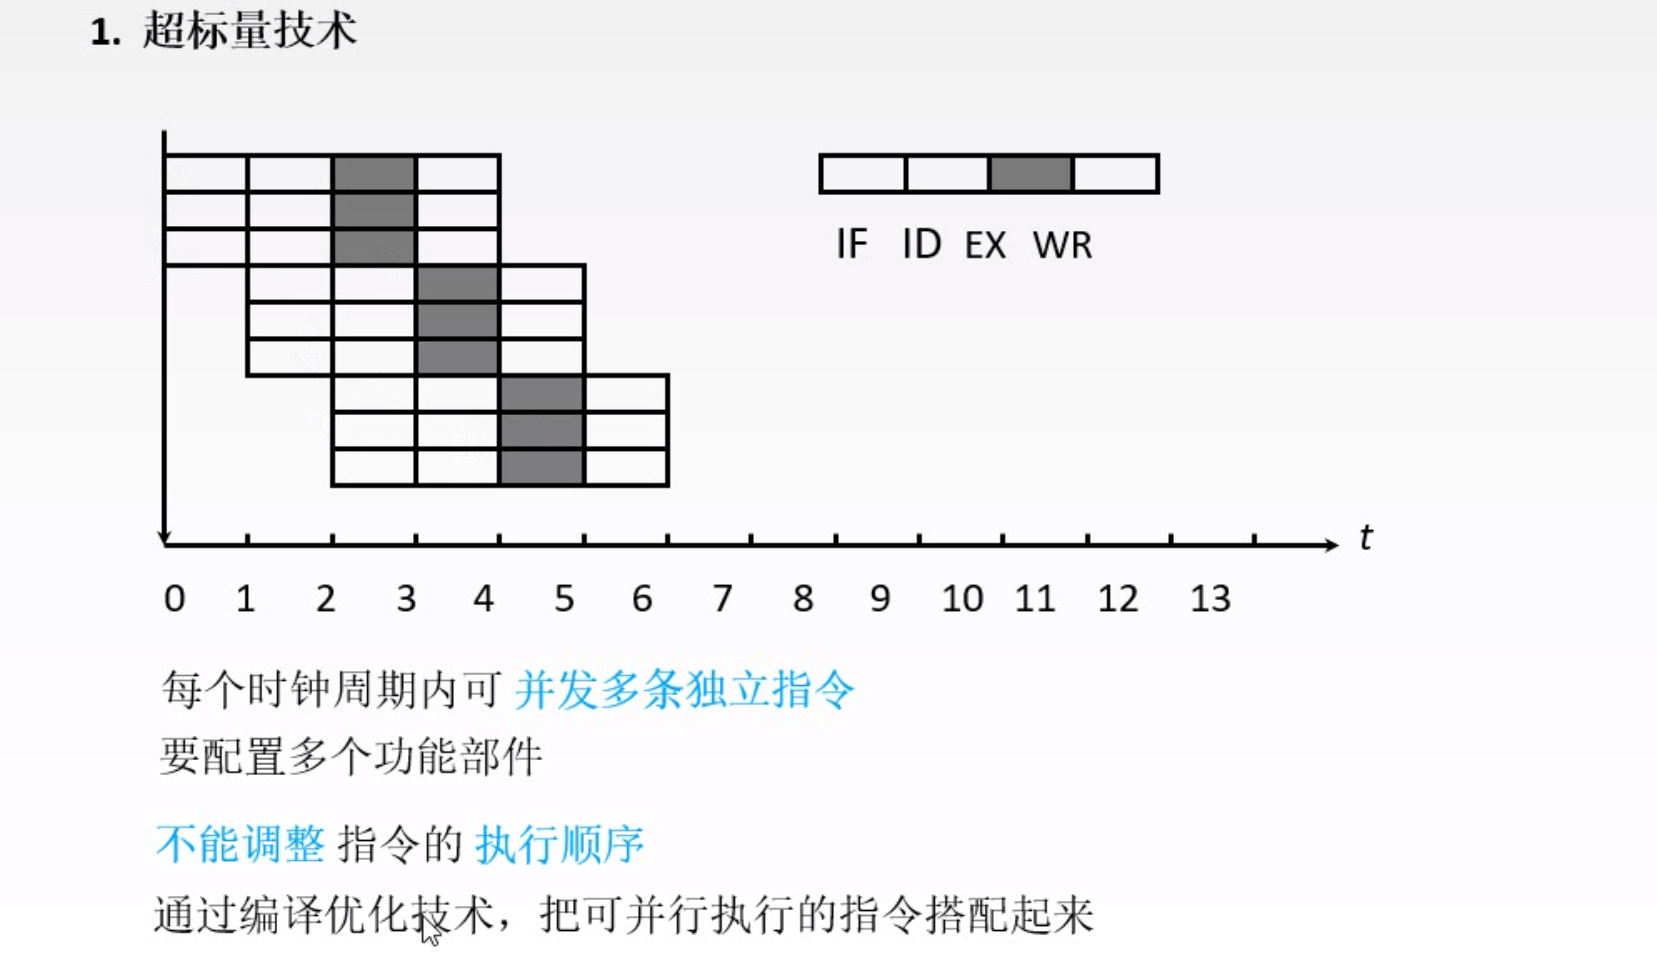 1. 超标量技术
IF ID EX WR
t
0 1 2 3 4 5 6 7 8 9 10 11 12 13
每个时钟周期内可 并发多条独立指令
要配置多个功能部件
不能调整 指令的 执行顺序
通过编译优化技术，把可并行执行的指令搭配起来